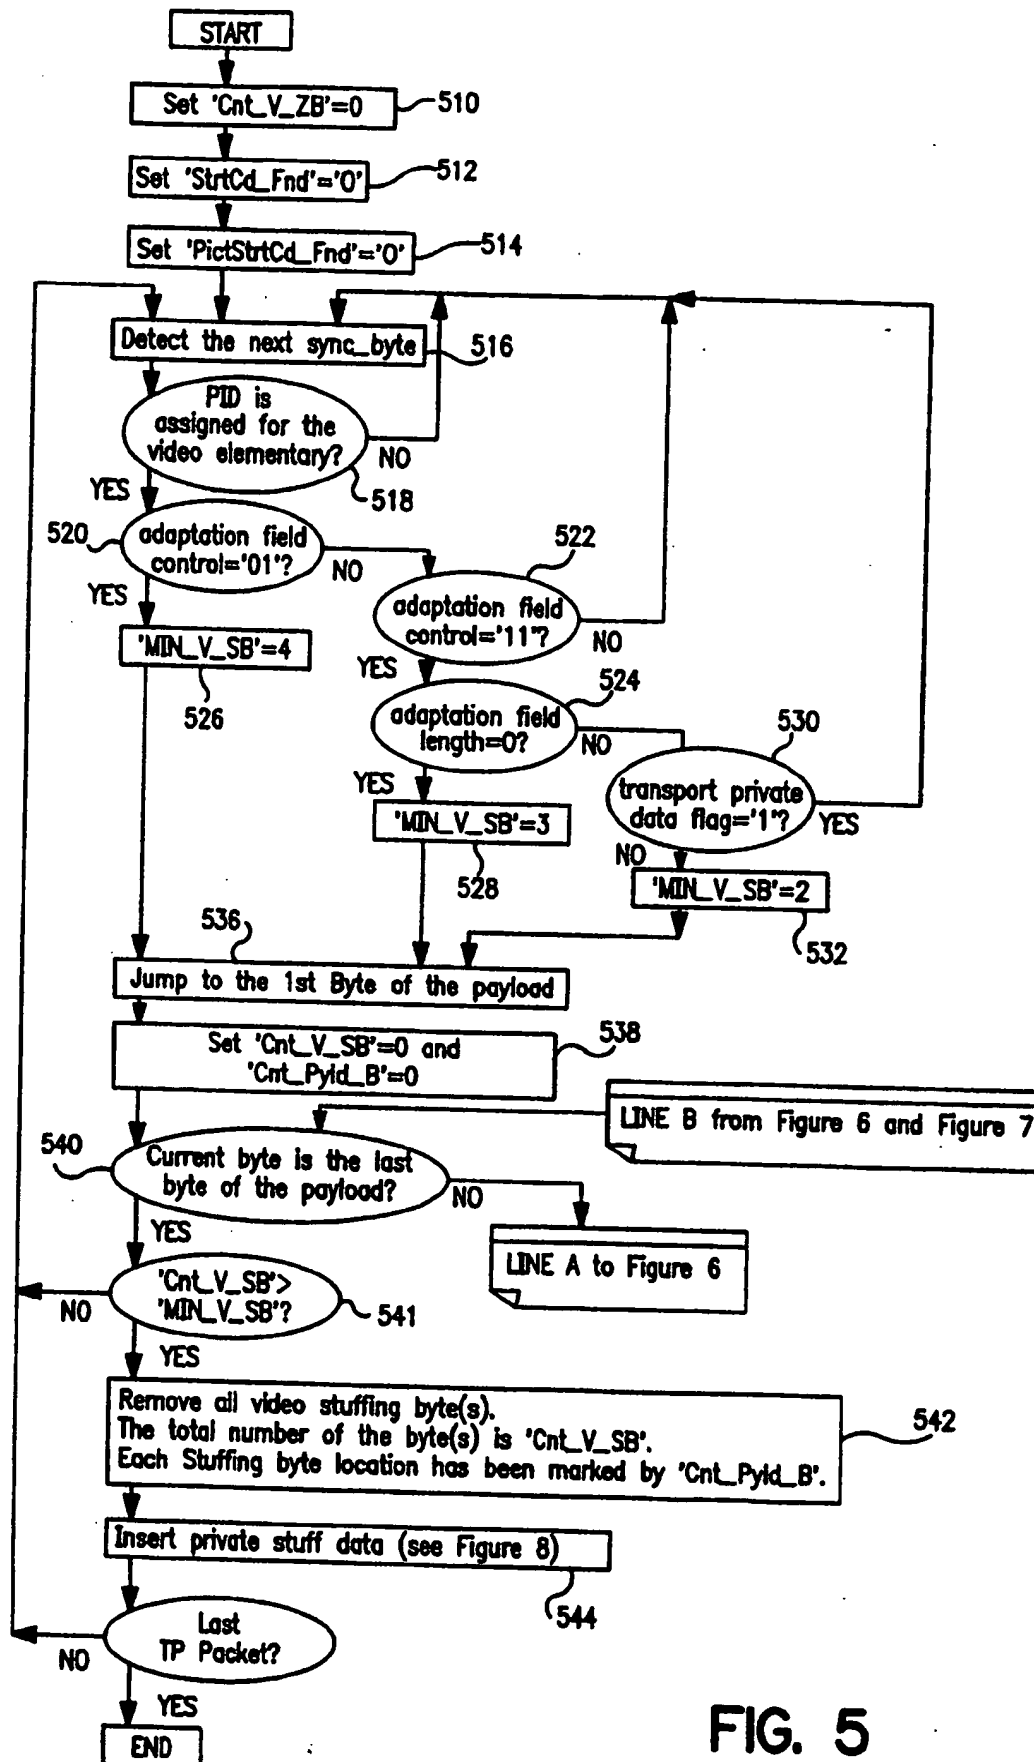 START
Set 'Cnt_V_ZB'=0
510
Set 'StrtCd_Fnd'='0'
512
Set 'PictStrtCd_Fnd'='0'
514
Detect the next sync_byte
516
PID is
assigned for the
video elementary?
NO
518
YES
520
adaptation field
control='01'?
NO
522
YES
adaptation field
control='11'?
NO
'MIN_V_SB'=4
526
YES
524
adaptation field
length=0?
NO
530
YES
transport private
data flag='1'?
YES
'MIN_V_SB'=3
528
NO
'MIN_V_SB'=2
532
536
Jump to the 1st Byte of the payload
Set 'Cnt_V_SB'=0 and
'Cnt_Pyld_B'=0
538
LINE B from Figure 6 and Figure 7
540
Current byte is the last
byte of the payload?
NO
YES
LINE A to Figure 6
'Cnt_V_SB'>
'MIN_V_SB'?
NO
541
YES
Remove all video stuffing byte(s).
The total number of the byte(s) is 'Cnt_V_SB'.
Each Stuffing byte location has been marked by 'Cnt_Pyld_B'.
542
Insert private stuff data (see Figure 8)
544
Last
TP Packet?
NO
YES
END
FIG. 5